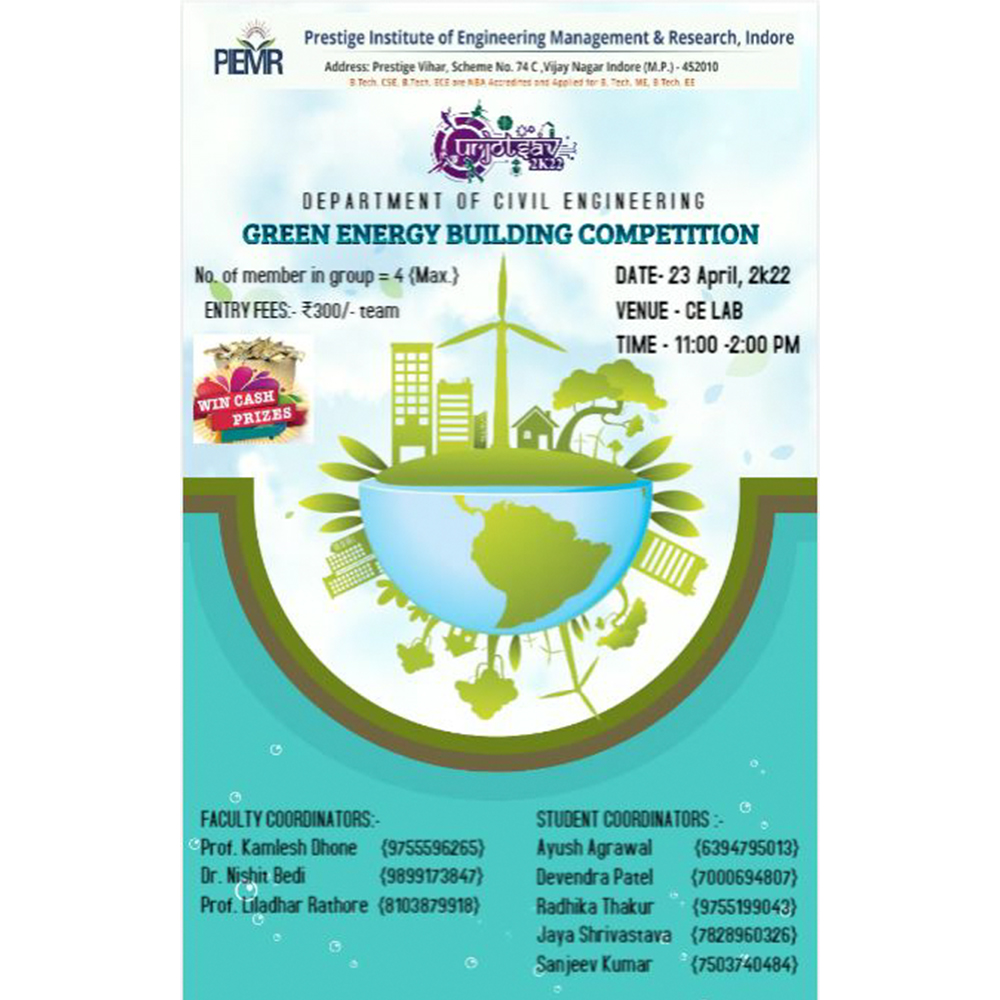 PIEMR
Prestige Institute of Engineering Management & Research, Indore
Address: Prestige Vihar, Scheme No. 74 C ,Vijay Nagar Indore (M.P.) - 452010
B.Tech. CSE, B.Tech. ECE are NBA Accredited and Applied for B. Tech. ME, B Tech. EE
urjotsav
2K22
DEPARTMENT OF CIVIL ENGINEERING
GREEN ENERGY BUILDING COMPETITION
No. of member in group = 4 {Max.}
ENTRY FEES:- ₹300/- team
DATE- 23 April, 2k22
VENUE - CE LAB
TIME - 11:00 -2:00 PM
WIN CASH
PRIZES
FACULTY COORDINATORS:-
Prof. Kamlesh Dhone {9755596265}
Dr. Nishit Bedi {9899173847}
Prof. Liladhar Rathore {8103879918}
STUDENT COORDINATORS :-
Ayush Agrawal {6394795013}
Devendra Patel {7000694807}
Radhika Thakur {9755199043}
Jaya Shrivastava {7828960326}
Sanjeev Kumar {7503740484}